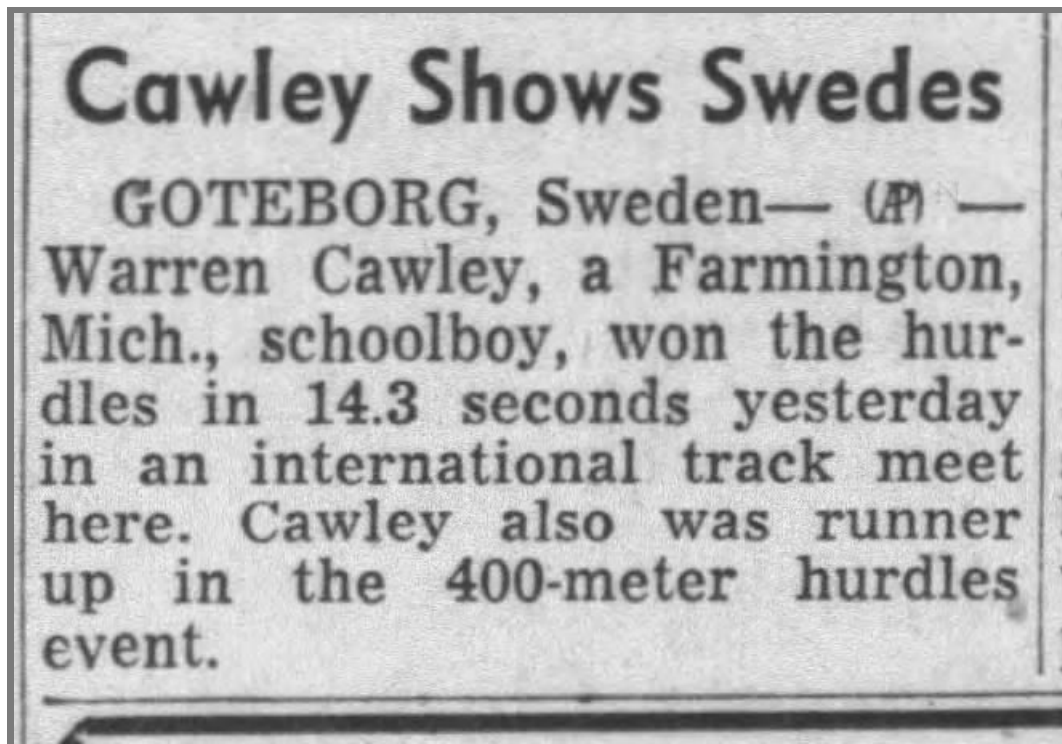 Cawley Shows Swedes
GOTEBORG, Sweden— (AP) —
Warren Cawley, a Farmington,
Mich., schoolboy, won the hur-
dles in 14.3 seconds yesterday
in an international track meet
here. Cawley also was runner
up in the 400-meter hurdles
event.